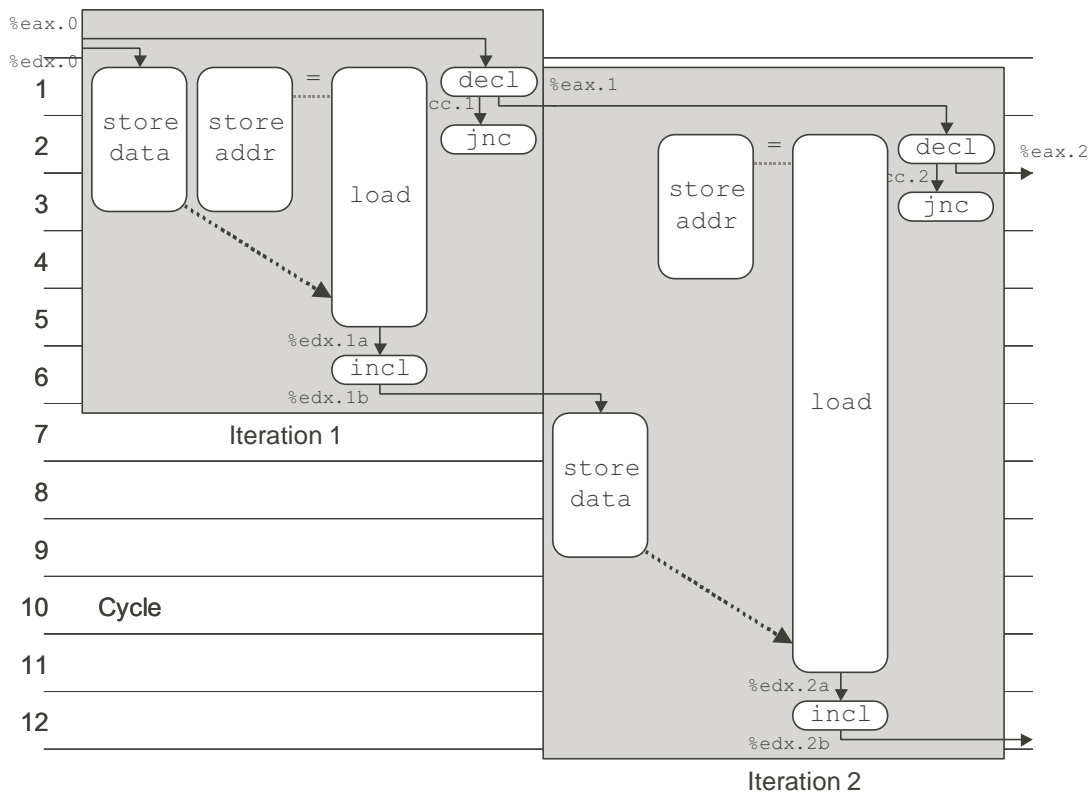 %eax.0
%edx.0
1
2
3
4
5
6
7
8
9
10
11
12
Cycle
store
data
store
addr
=
load
decl
cc.1
jnc
%edx.1a
incl
%edx.1b
Iteration 1
%eax.1
store
addr
=
load
decl
cc.2
jnc
%eax.2
store
data
%edx.2a
incl
%edx.2b
Iteration 2